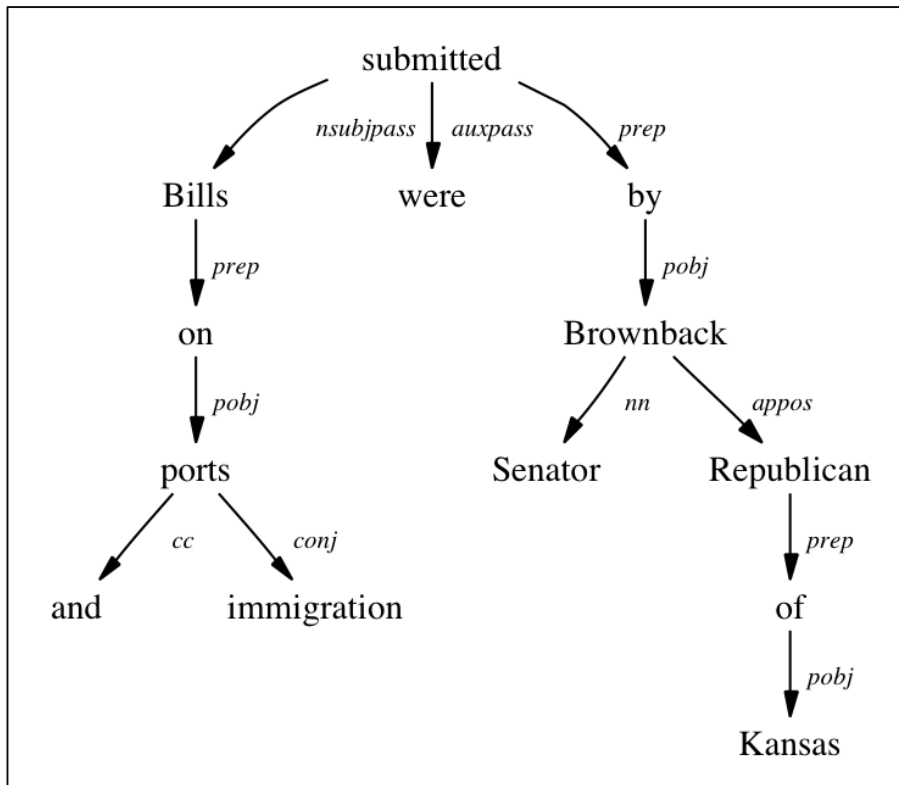 submitted
nsubjpass auxpass prep
Bills were by
prep pobj
on Brownback
pobj nn appos
ports Senator Republican
cc conj prep
and immigration of
pobj
Kansas